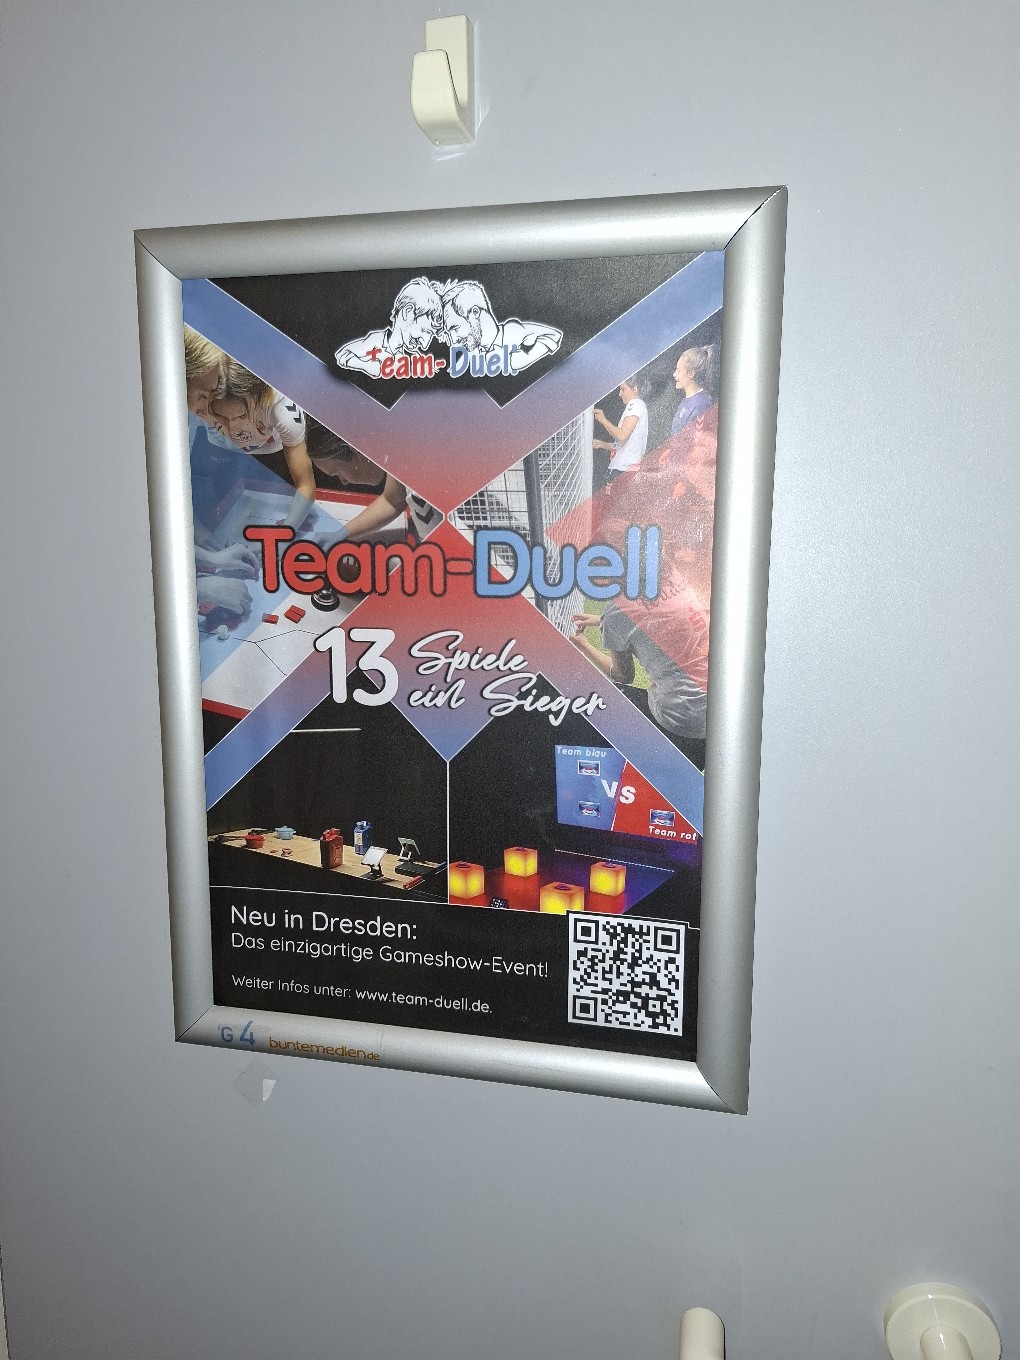 team-Duell
Team-Duell
13 Spiele
ein Sieger
Team blau
VS
Team rot
Neu in Dresden:
Das einzigartige Gameshow-Event!
Weiter Infos unter: www.team-duell.de.
G 4 buntemedien.de